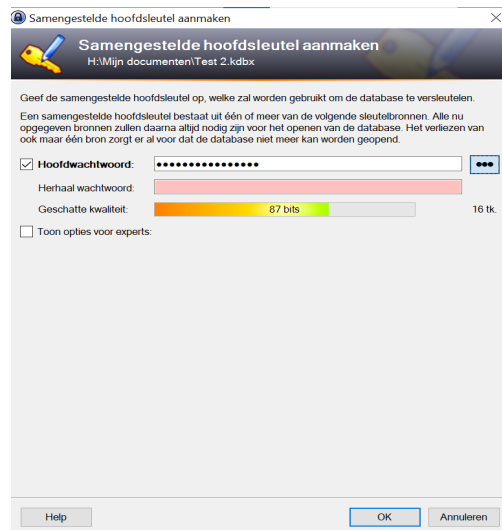 Samengestelde hoofdsleutel aanmaken
Samengestelde hoofdsleutel aanmaken
H:\Mijn documenten\Test 2.kdbx
Geef de samengestelde hoofdsleutel op, welke zal worden gebruikt om de database te versleutelen.
Een samengestelde hoofdsleutel bestaat uit één of meer van de volgende sleutelbronnen. Alle nu
opgegeven bronnen zullen daarna altijd nodig zijn voor het openen van de database. Het verliezen van
ook maar één bron zorgt er al voor dat de database niet meer kan worden geopend.
Hoofdwachtwoord: ●●●●●●●●●●●●●●●● ●●●
Herhaal wachtwoord:
Geschatte kwaliteit: 87 bits 16 tk.
Toon opties voor experts:
Help OK Annuleren